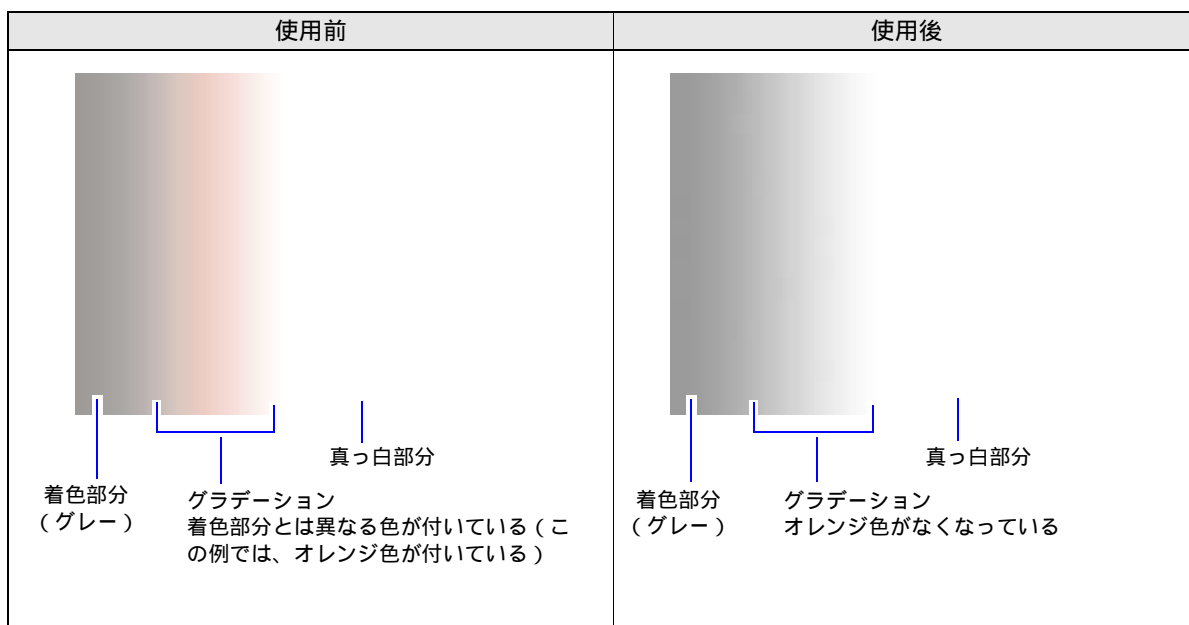 使用前
使用後
真っ白部分
着色部分
（グレー）
グラデーション
着色部分とは異なる色が付いている（こ
の例では、オレンジ色が付いている）
真っ白部分
着色部分
（グレー）
グラデーション
オレンジ色がなくなっている